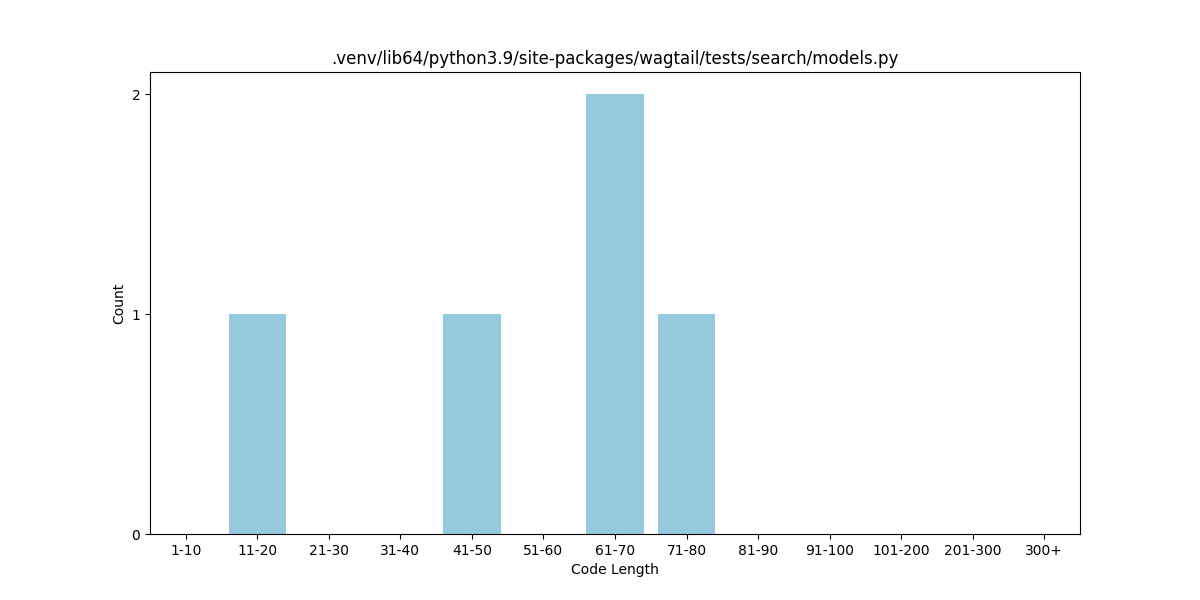 .venv/lib64/python3.9/site-packages/wagtail/tests/search/models.py
2
1
0
Count
1-10 11-20 21-30 31-40 41-50 51-60 61-70 71-80 81-90 91-100 101-200 201-300 300+
Code Length